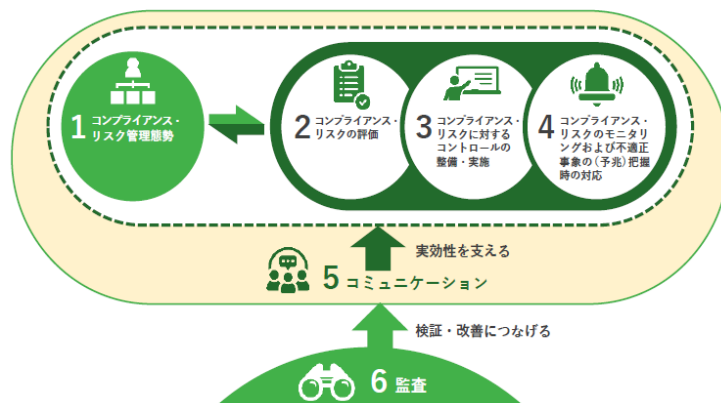 1 コンプライアンス・
リスク管理態勢
2 コンプライアンス・
リスクの評価
3 コンプライアンス・
リスクに対する
コントロールの
整備・実施
4 コンプライアンス・
リスクのモニタリ
ングおよび不適正
事象の(予兆)把握
時の対応
実効性を支える
5 コミュニケーション
検証・改善につなげる
6 監査